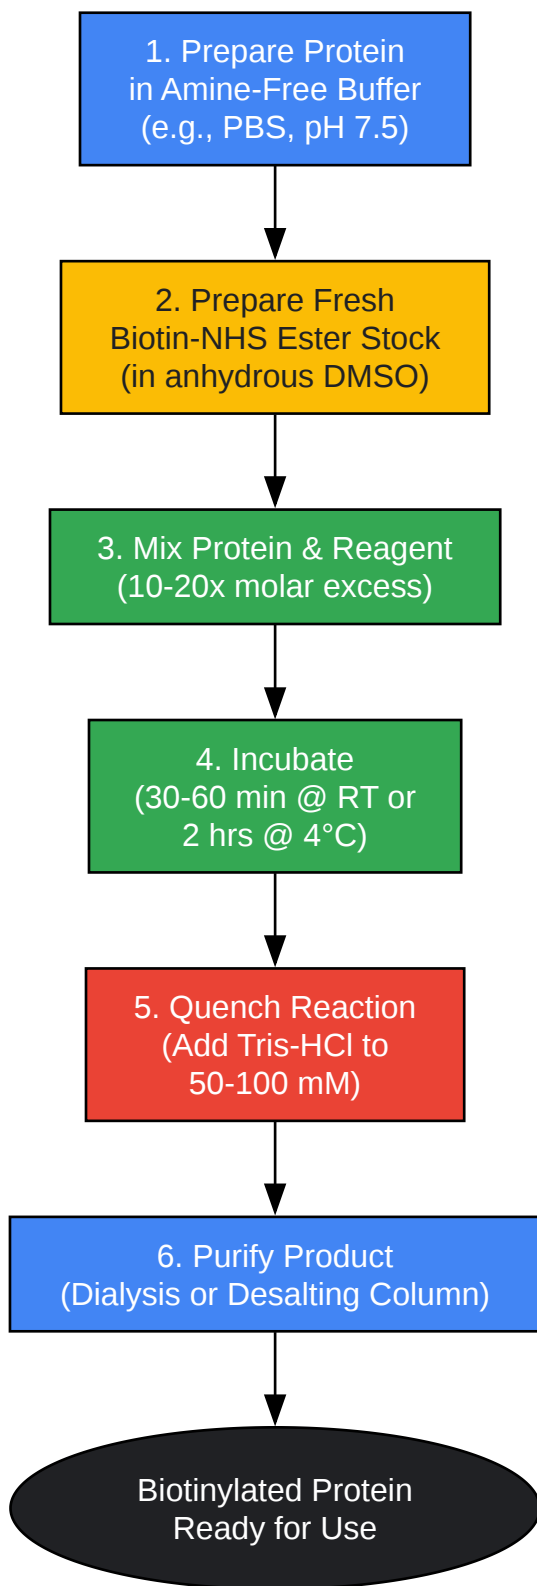 1. Prepare Protein
in Amine-Free Buffer
(e.g., PBS, pH 7.5)
2. Prepare Fresh
Biotin-NHS Ester Stock
(in anhydrous DMSO)
3. Mix Protein & Reagent
(10-20x molar excess)
4. Incubate
(30-60 min @ RT or
2 hrs @ 4°C)
5. Quench Reaction
(Add Tris-HCl to
50-100 mM)
6. Purify Product
(Dialysis or Desalting Column)
Biotinylated Protein
Ready for Use